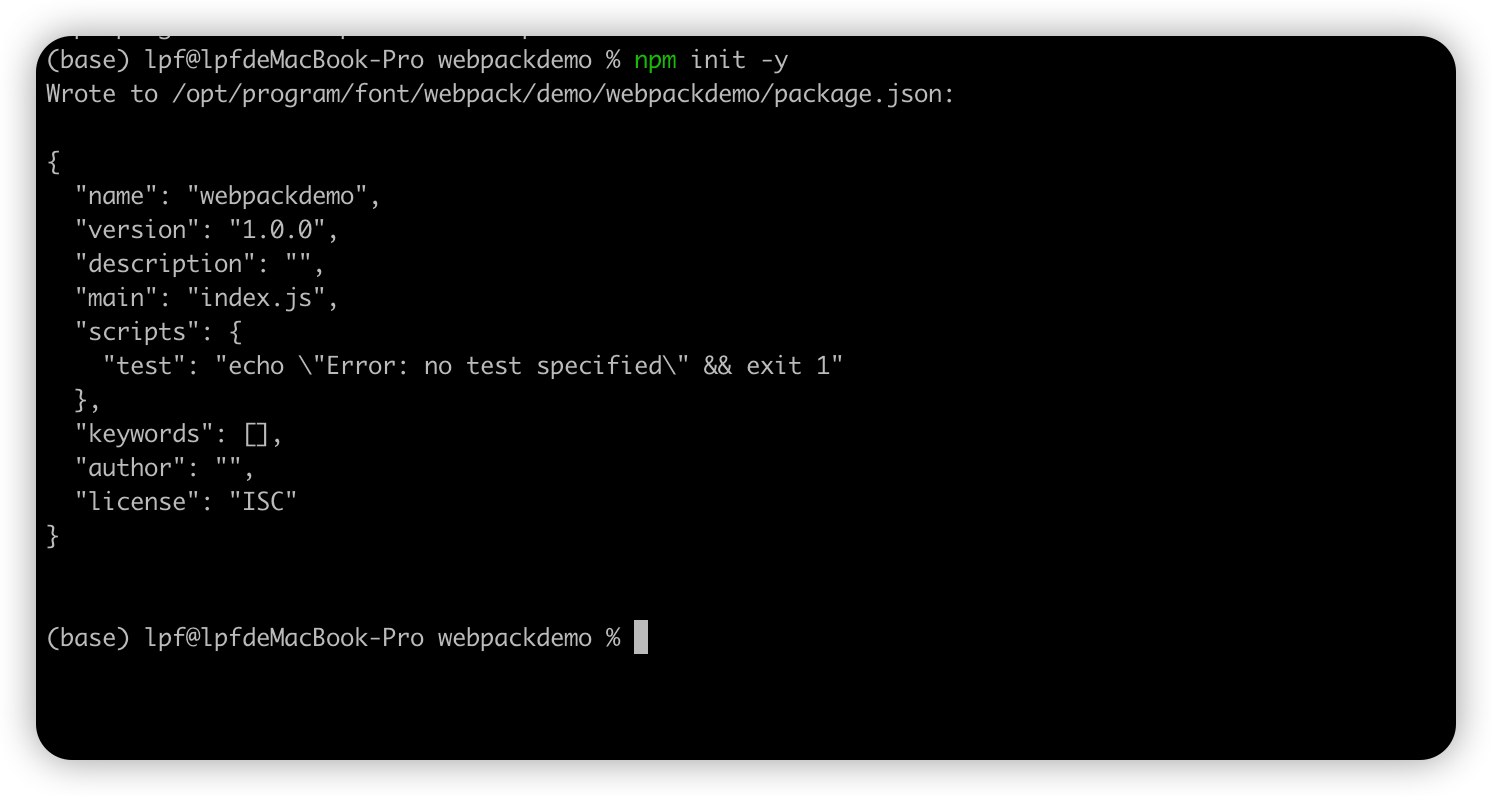 (base) lpf@lpfdeMacBook-Pro webpackdemo % npm init -y
Wrote to /opt/program/font/webpack/demo/webpackdemo/package.json:
{
"name": "webpackdemo",
"version": "1.0.0",
"description": "",
"main": "index.js",
"scripts": {
"test": "echo \"Error: no test specified\" && exit 1"
},
"keywords": [],
"author": "",
"license": "ISC"
}
(base) lpf@lpfdeMacBook-Pro webpackdemo %